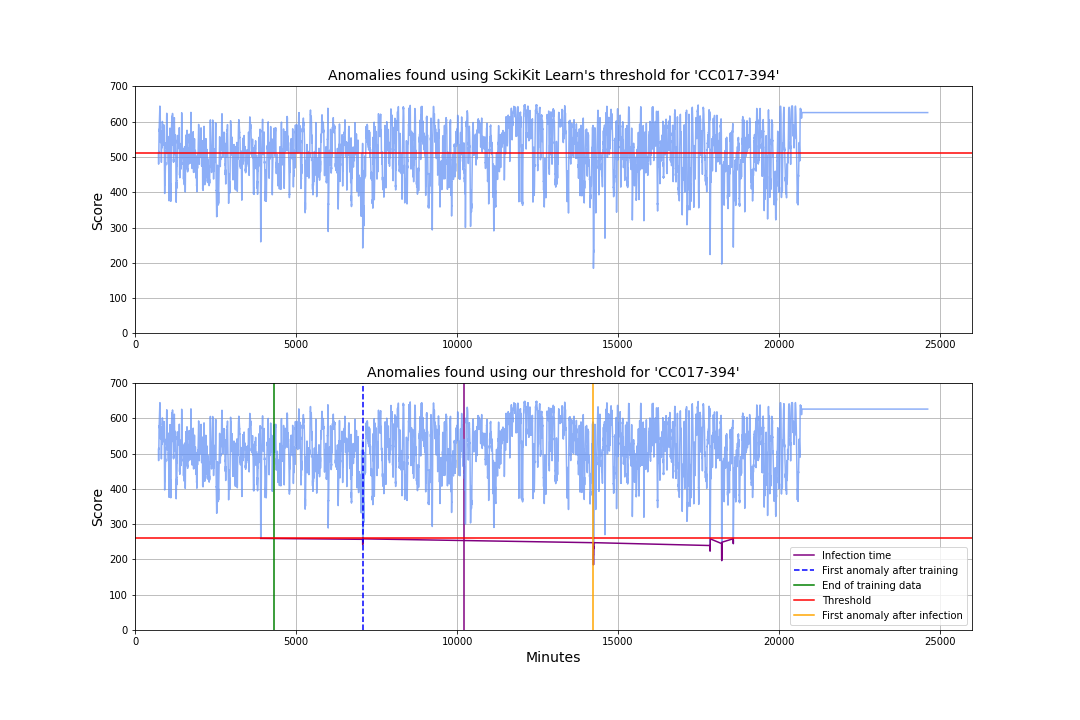 Anomalies found using SckiKit Learn's threshold for 'CC017-394'
700
600
500
400
300
200
100
0
Score
0 5000 10000 15000 20000 25000
Anomalies found using our threshold for 'CC017-394'
700
600
500
400
300
200
100
0
Score
Infection time
First anomaly after training
End of training data
Threshold
First anomaly after infection
0 5000 10000 15000 20000 25000
Minutes